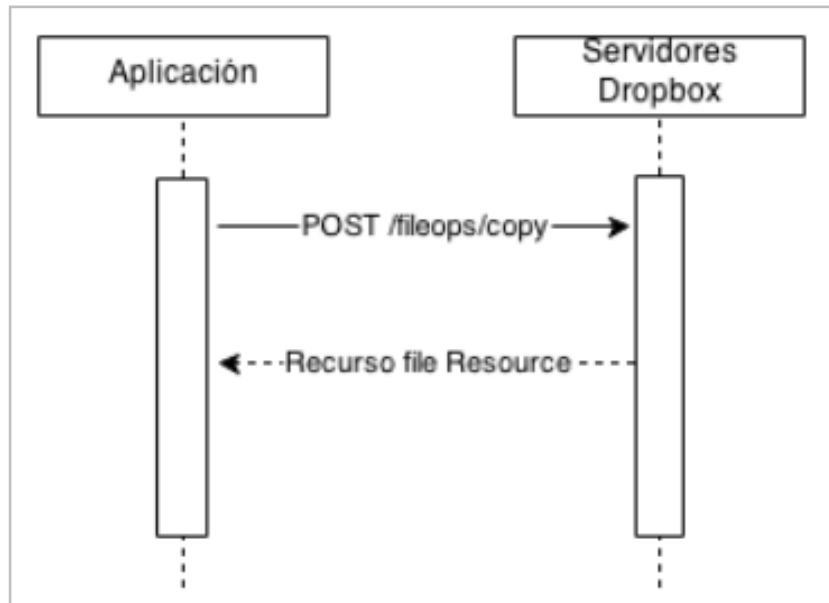 Aplicación
Servidores
Dropbox
POST /fileops/copy
Recurso file Resource